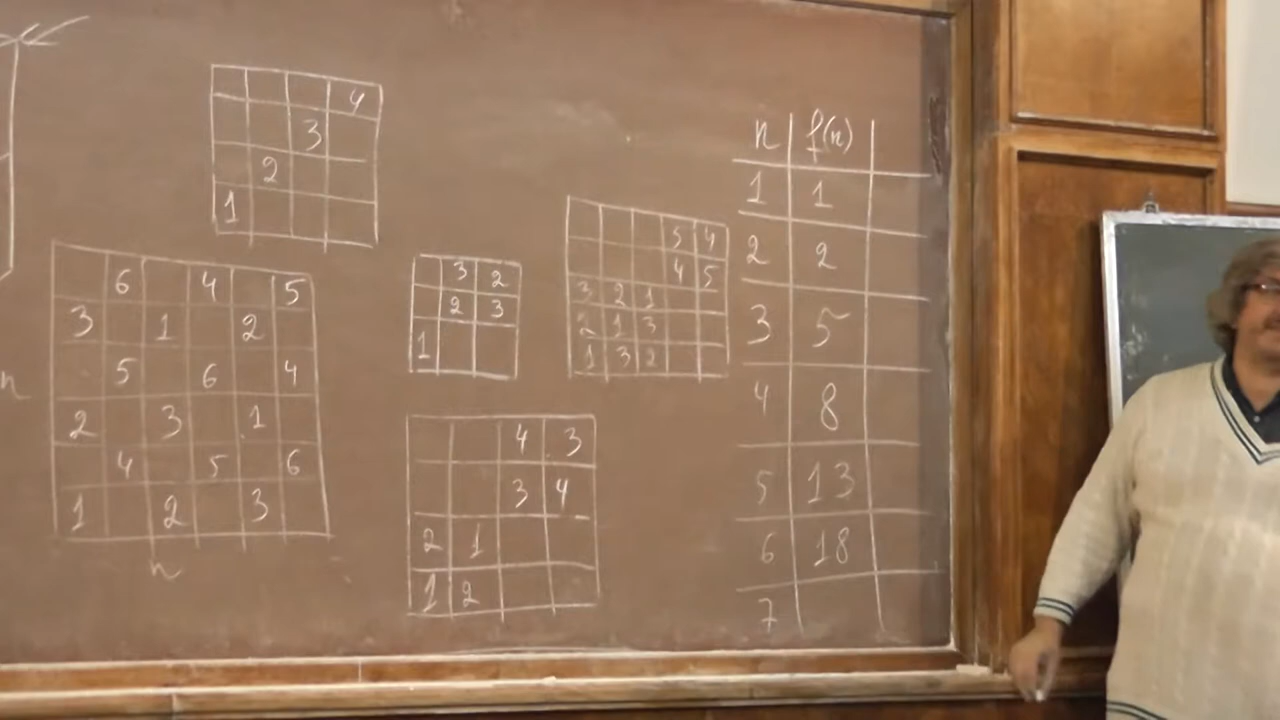 4
3
2
1
6 4 5
3 1 2
5 6 4
2 3 1
4 5 6
1 2 3
n
n
3 2
2 3
1
4 3
3 4
2 1
1 2
5 4
4 5
3 2 1
2 1 3
1 3 2
n f(n)
1 1
2 2
3 5
4 8
5 13
6 18
7